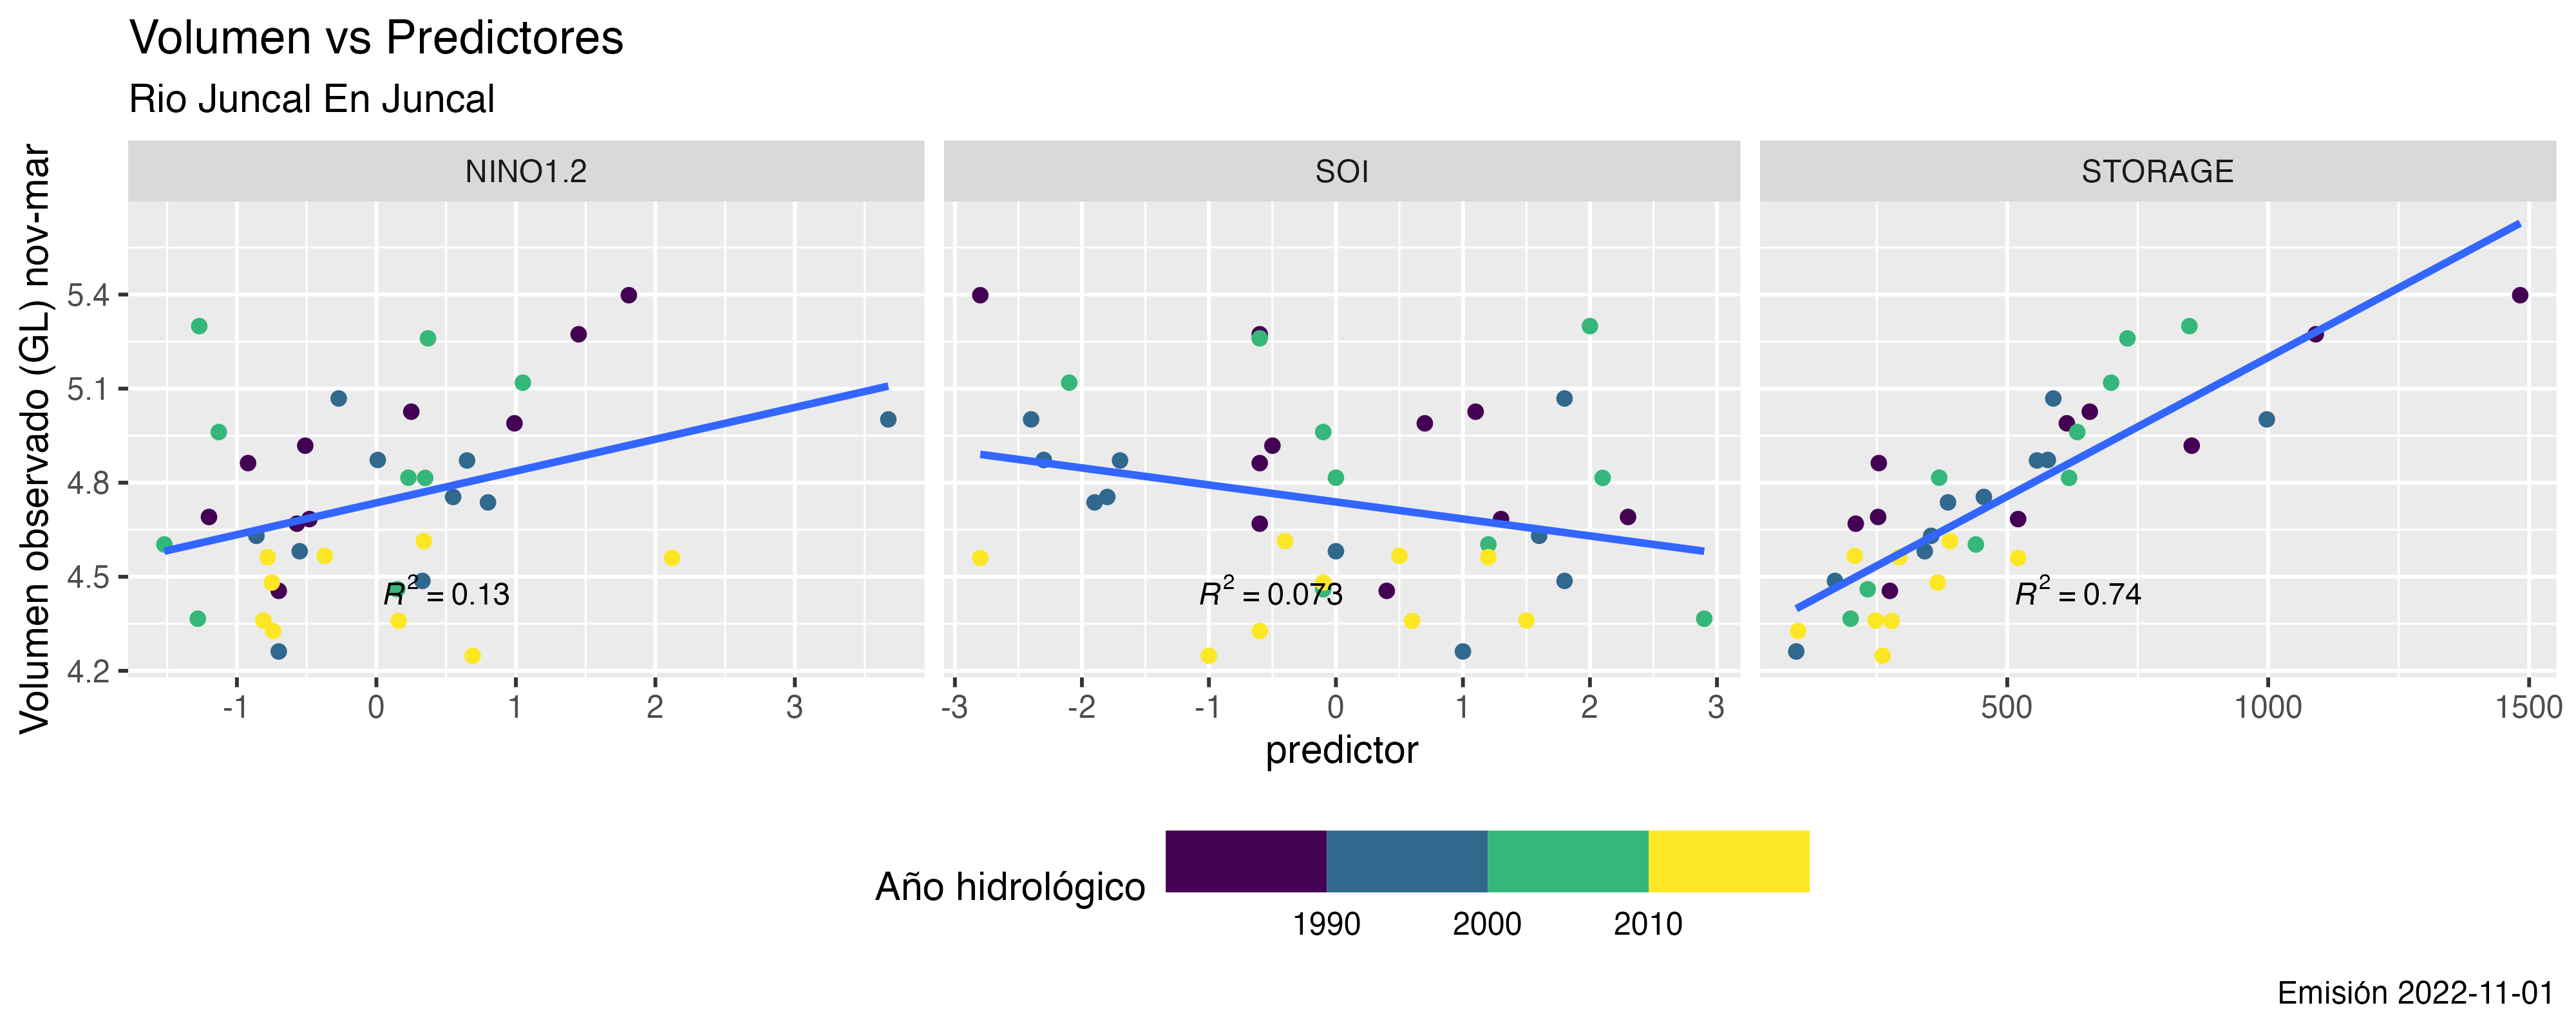 Volumen vs Predictores
Rio Juncal En Juncal
Volumen observado (GL) nov-mar
NINO1.2 SOI STORAGE
5.4
5.1
4.8
4.5
4.2
R² = 0.13 R² = 0.073 R² = 0.74
-1 0 1 2 3 -3 -2 -1 0 1 2 3 500 1000 1500
predictor
Año hidrológico
1990 2000 2010
Emisión 2022-11-01